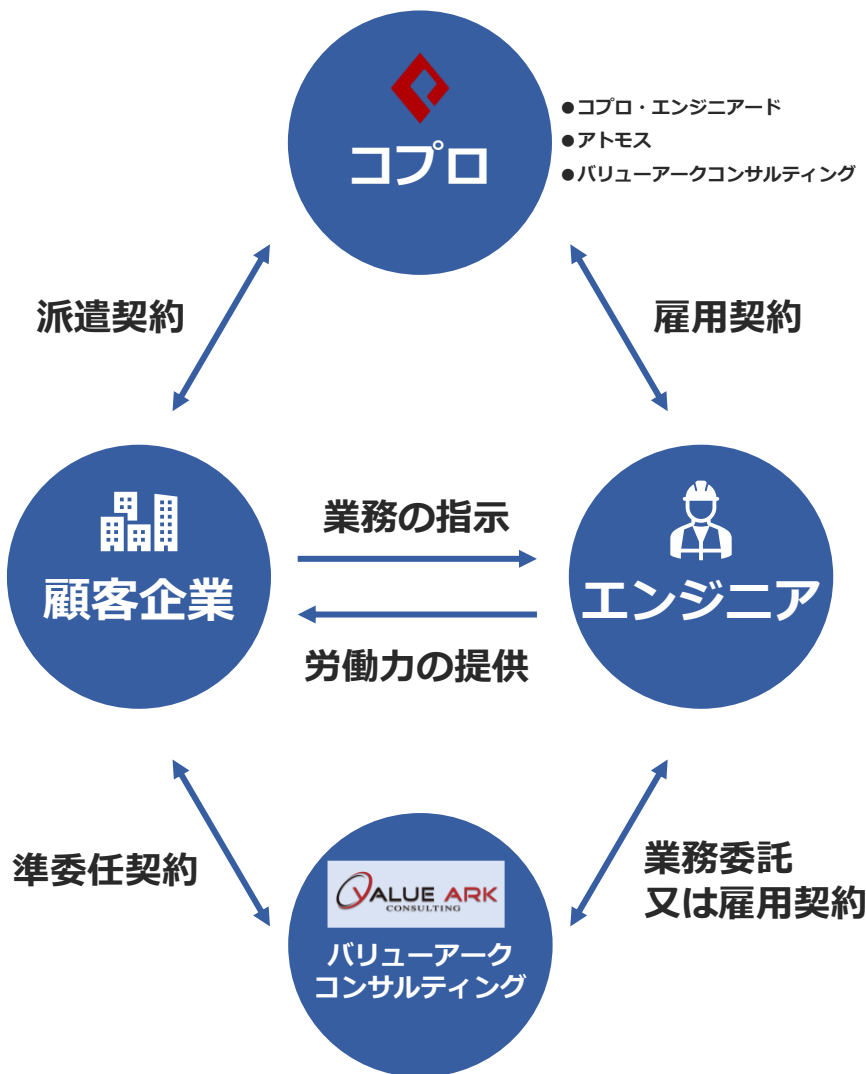 コプロ
●コプロ・エンジニアード
●アトモス
●バリューアークコンサルティング
派遣契約
雇用契約
顧客企業
業務の指示
労働力の提供
エンジニア
準委任契約
業務委託
又は雇用契約
VALUE ARK
CONSULTING
バリューアーク
コンサルティング